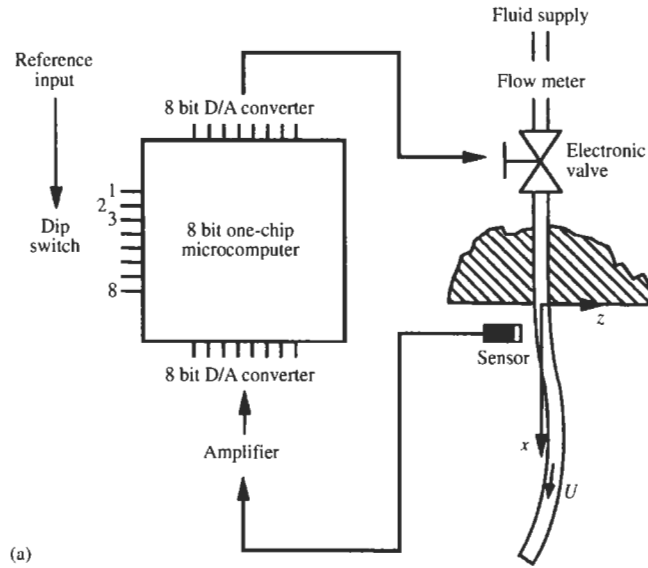 Fluid supply
Reference
input
Flow meter
8 bit D/A converter
Electronic
valve
1
2
3
Dip
switch
8 bit one-chip
microcomputer
8
z
Sensor
8 bit D/A converter
x
Amplifier
U
(a)